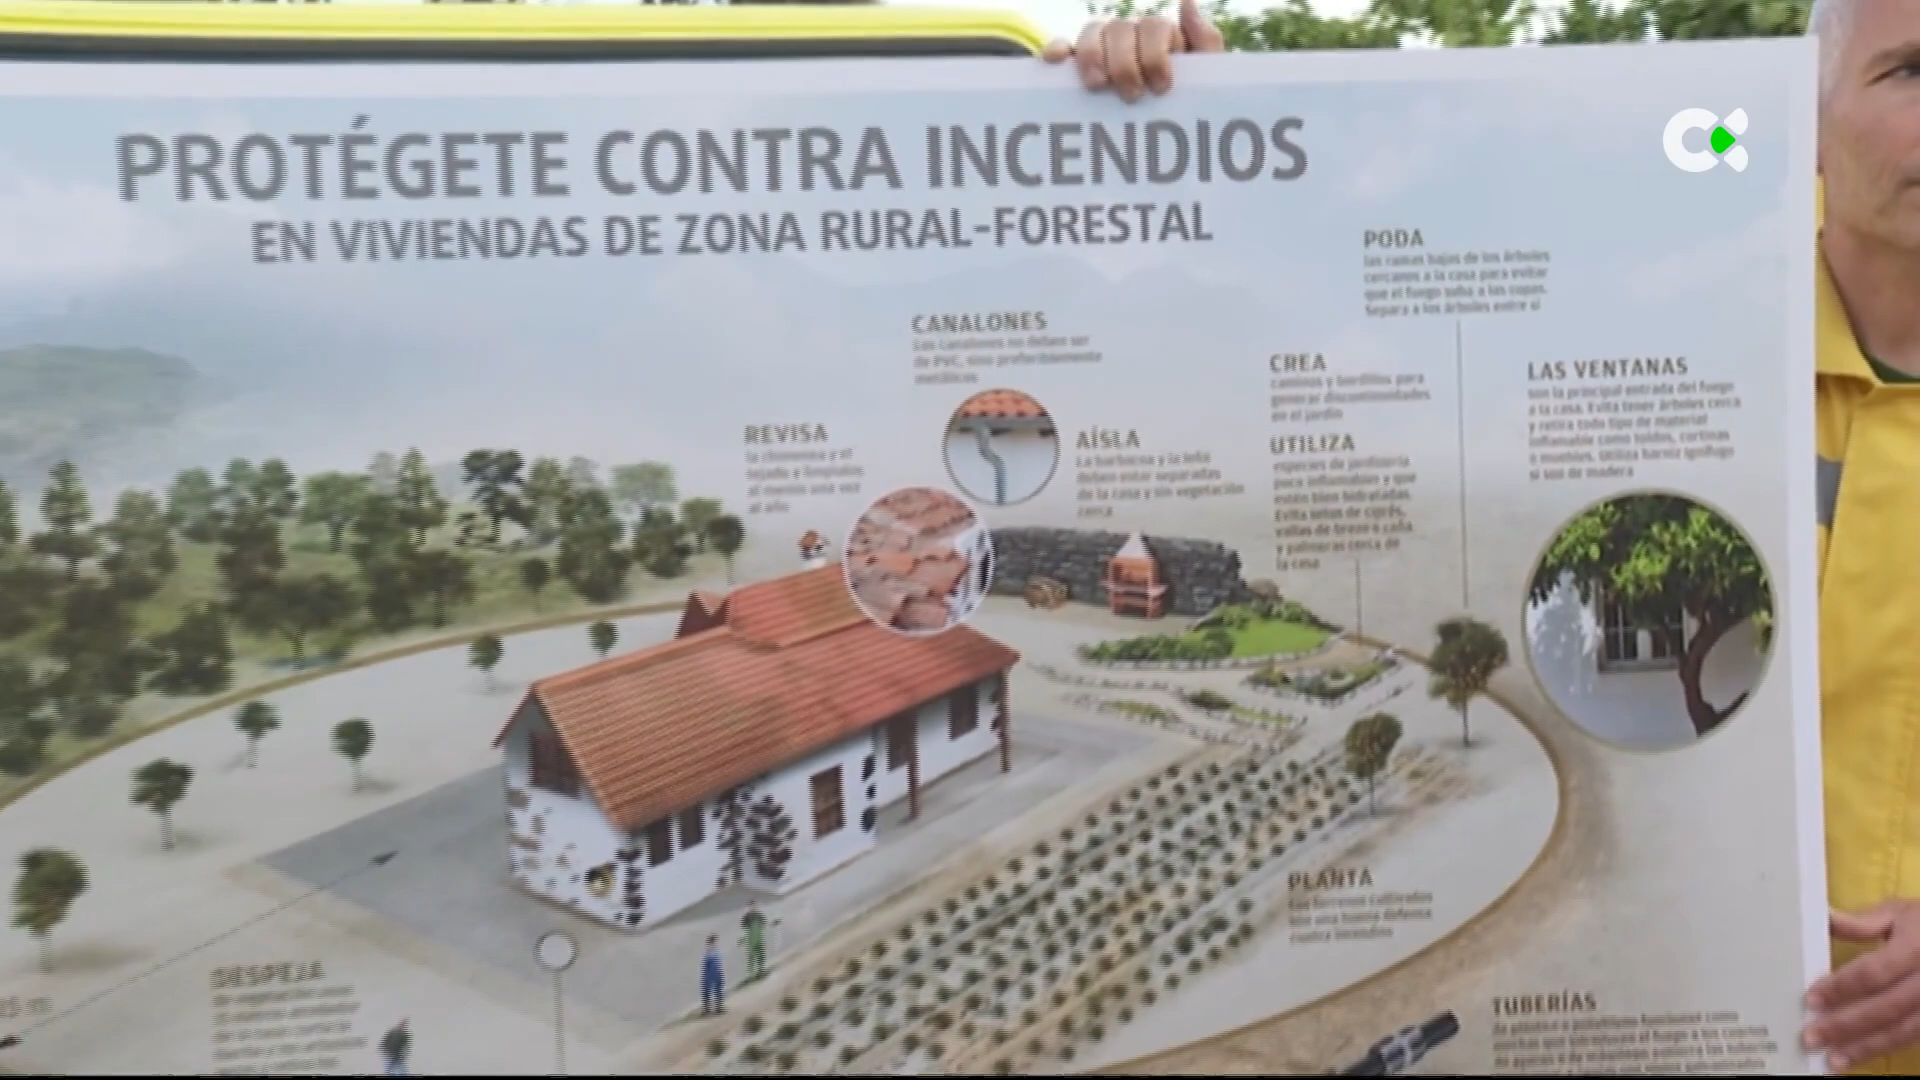 PROTÉGETE CONTRA INCENDIOS
EN VIVIENDAS DE ZONA RURAL-FORESTAL
PODA
las ramas bajas de los árboles
cercanos a la casa para evitar
que el fuego suba a las copas.
Separa a los árboles entre sí
CANALONES
Los canalones no deben ser
de PVC, sino preferiblemente
metálicos
CREA
caminos y bordillos para
generar discontinuidades
en el jardín
LAS VENTANAS
son la principal entrada del fuego
a la casa. Evita tener árboles cerca
y retira todo tipo de material
inflamable como toldos, cortinas
o muebles. Utiliza barniz ignífugo
si son de madera
REVISA
la chimenea y el
tejado y límpialos
al menos una vez
al año
AÍSLA
La barbacoa y la leña
deben estar separadas
de la casa y sin vegetación
cerca
UTILIZA
especies de jardinería
poco inflamables y que
estén bien hidratadas.
Evita setos de ciprés,
vallas de brezo o caña
y palmeras cerca de
la casa
PLANTA
Los terrenos cultivados
son una buena defensa
contra incendios
DESPEJA
TUBERÍAS